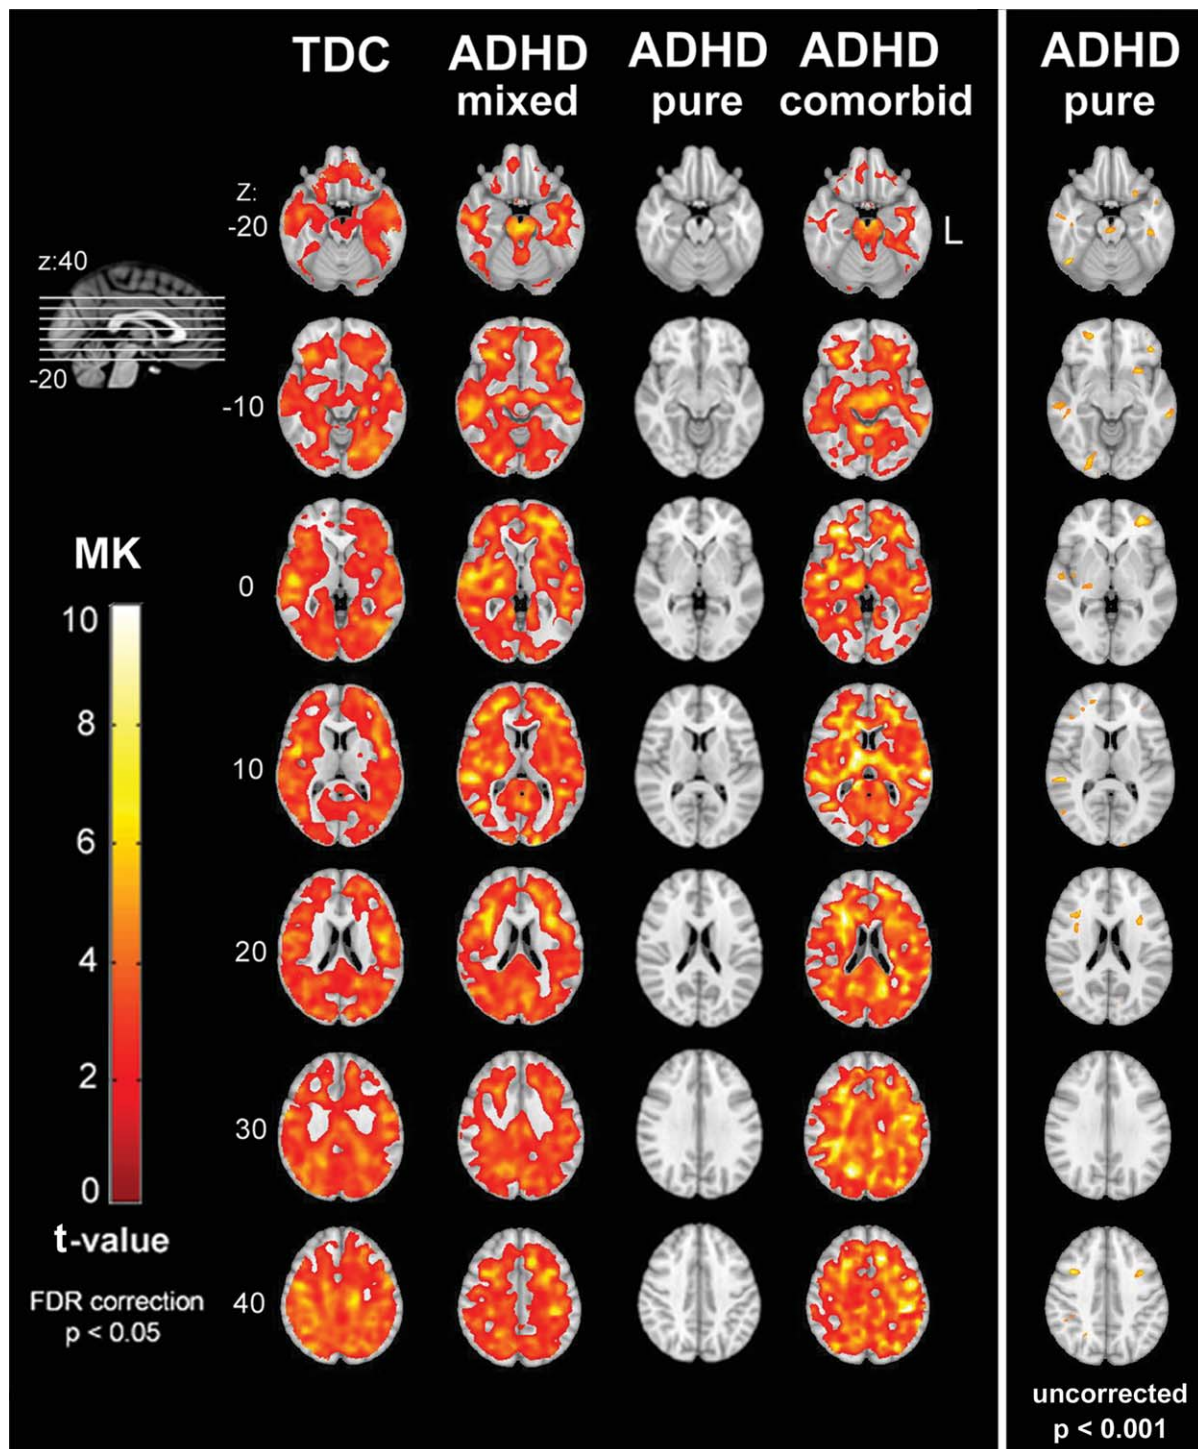 TDC
ADHD
mixed
ADHD
pure
ADHD
comorbid
ADHD
pure
z:
-20
L
z:40
-20
-10
0
MK
10
8
6
4
2
0
t-value
FDR correction
p < 0.05
10
20
30
40
uncorrected
p < 0.001